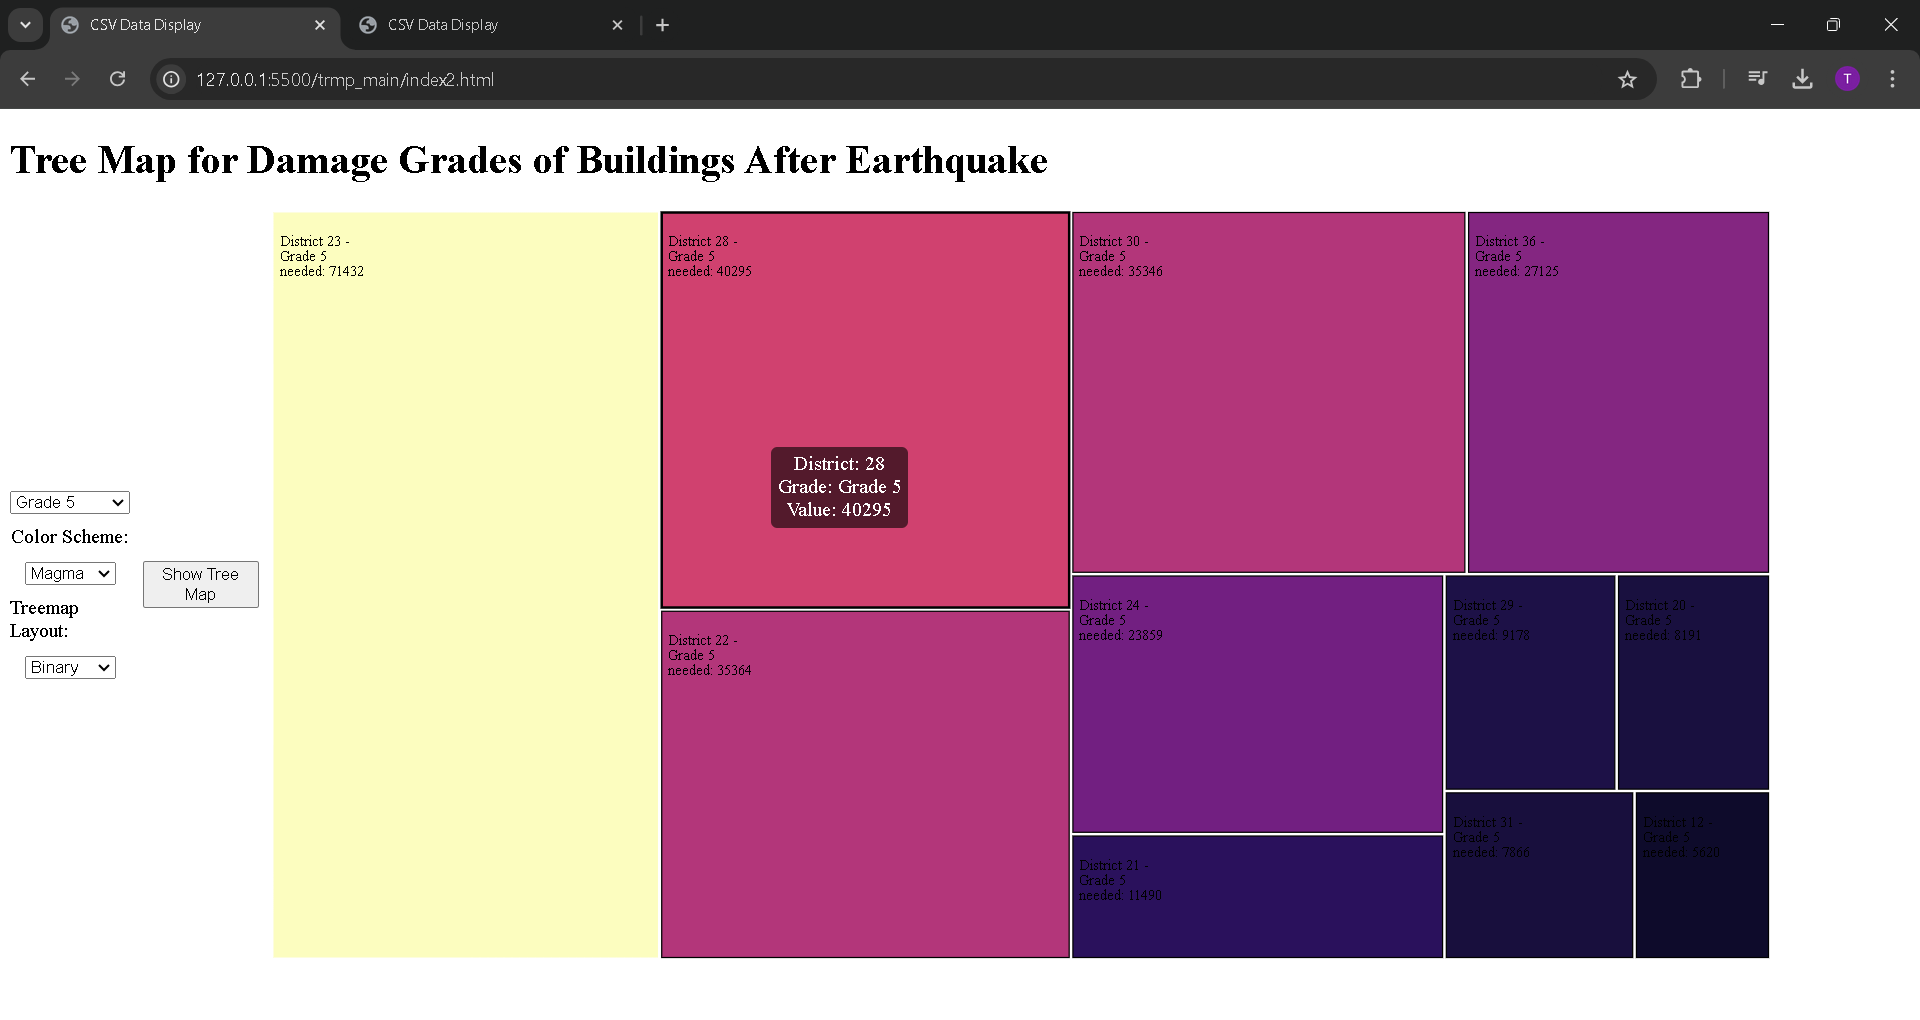 CSV Data Display
CSV Data Display
127.0.0.1:5500/trmp_main/index2.html
T
Tree Map for Damage Grades of Buildings After Earthquake
Grade 5
Color Scheme:
Magma
Treemap
Layout:
Binary
Show Tree
Map
District 23 -
Grade 5
needed: 71432
District 28 -
Grade 5
needed: 40295
District: 28
Grade: Grade 5
Value: 40295
District 22 -
Grade 5
needed: 35364
District 30 -
Grade 5
needed: 35346
District 36 -
Grade 5
needed: 27125
District 24 -
Grade 5
needed: 23859
District 21 -
Grade 5
needed: 11490
District 29 -
Grade 5
needed: 9178
District 20 -
Grade 5
needed: 8191
District 31 -
Grade 5
needed: 7866
District 12 -
Grade 5
needed: 5620